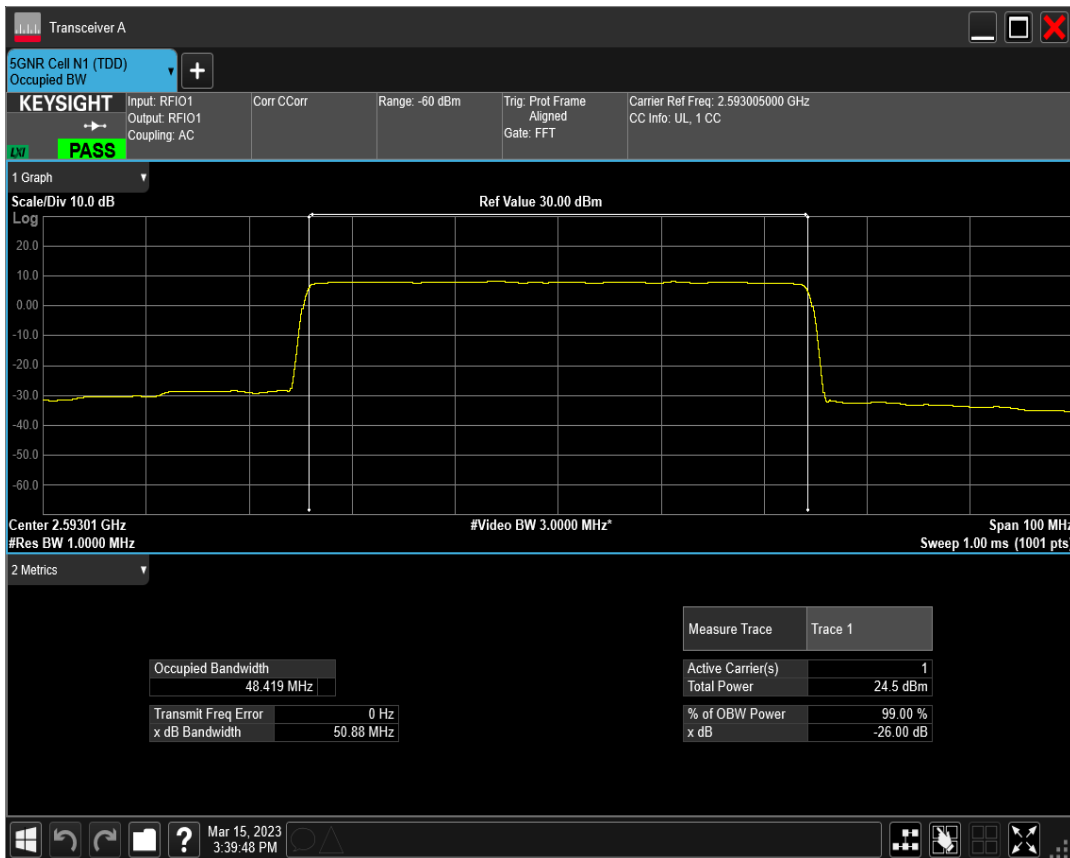 Transceiver A
5GNR Cell N1 (TDD)
Occupied BW
+
KEYSIGHT
LXI
PASS
Input: RFIO1
Output: RFIO1
Coupling: AC
Corr CCorr
Range: -60 dBm
Trig: Prot Frame
Aligned
Gate: FFT
Carrier Ref Freq: 2.593005000 GHz
CC Info: UL, 1 CC
1 Graph
Scale/Div 10.0 dB
Ref Value 30.00 dBm
Log
20.0
10.0
0.00
-10.0
-20.0
-30.0
-40.0
-50.0
-60.0
Center 2.59301 GHz
#Video BW 3.0000 MHz*
Span 100 MHz
#Res BW 1.0000 MHz
Sweep 1.00 ms (1001 pts)
2 Metrics
Measure Trace Trace 1
Occupied Bandwidth
48.419 MHz
Active Carrier(s) 1
Total Power 24.5 dBm
Transmit Freq Error 0 Hz
x dB Bandwidth 50.88 MHz
% of OBW Power 99.00 %
x dB -26.00 dB
?
Mar 15, 2023
3:39:48 PM